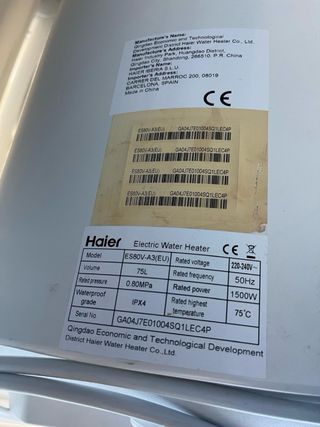 Manufacturer's Name:
Qingdao Economic and Technological
Development District Haier Water Heater Co., Ltd.
Haier Industry Park, Huangdao District,
Qingdao City, Shandong, 266510, P.R. China
Importer's Name:
HAIER IBERIA S.L.U.
Importer's Address:
CARRER DEL MARROC 200, 08019
BARCELONA, SPAIN
Made in China
CE
ES80V-A3(EU) GA04J7E01004SQ1LEC4P
ES80V-A3(EU) GA04J7E01004SQ1LEC4P
ES80V-A3(EU) GA04J7E01004SQ1LEC4P
ES80V-A3(EU) GA04J7E01004SQ1LEC4P
Haier Electric Water Heater CE
Model ES80V-A3(EU) Rated voltage 220-240V~
Volume 75L Rated frequency 50Hz
Rated pressure 0.80MPa Rated power 1500W
Waterproof grade IPX4 Rated highest temperature 75℃
Serial No GA04J7E01004SQ1LEC4P
Qingdao Economic and Technological Development
District Haier Water Heater Co.,Ltd.